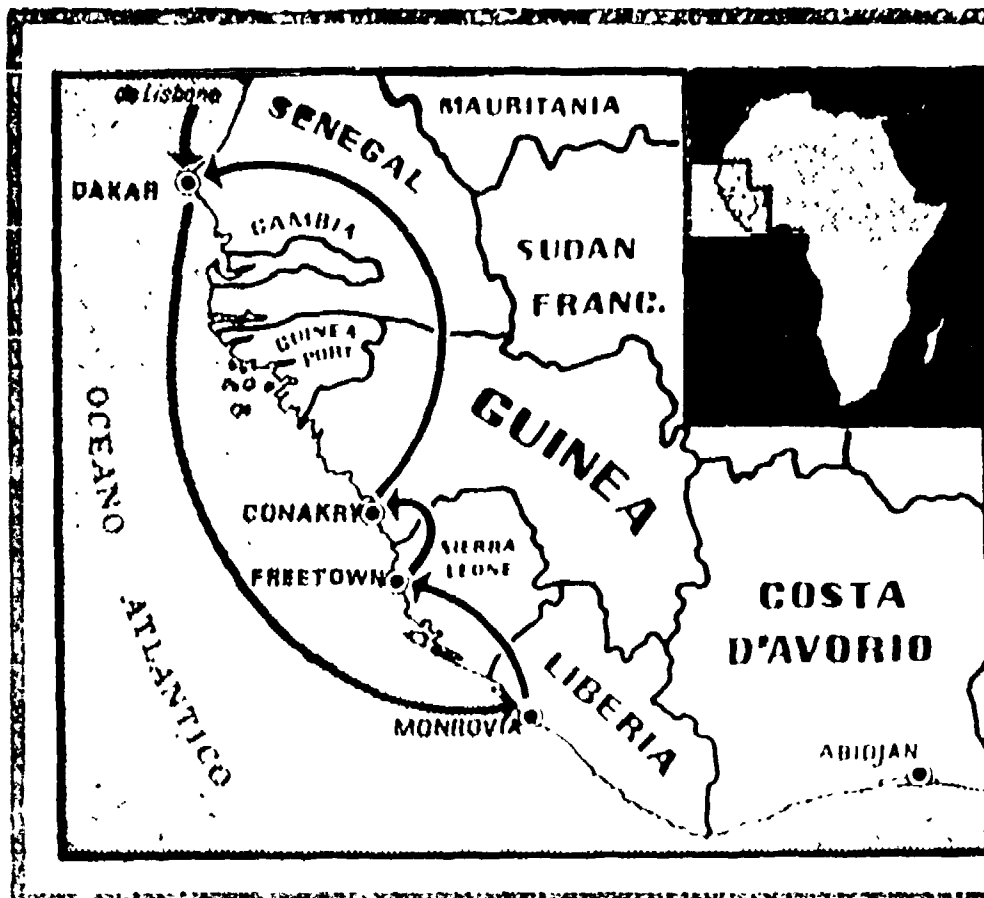 da Lisbona
MAURITANIA
SENEGAL
DAKAR
GAMBIA
SUDAN
FRANC.
GUINEA
PORT.
GUINEA
OCEANO
ATLANTICO
CONAKRY
FREETOWN
SIERRA
LEONE
COSTA
D'AVORIO
LIBERIA
MONROVIA
ABIDJAN